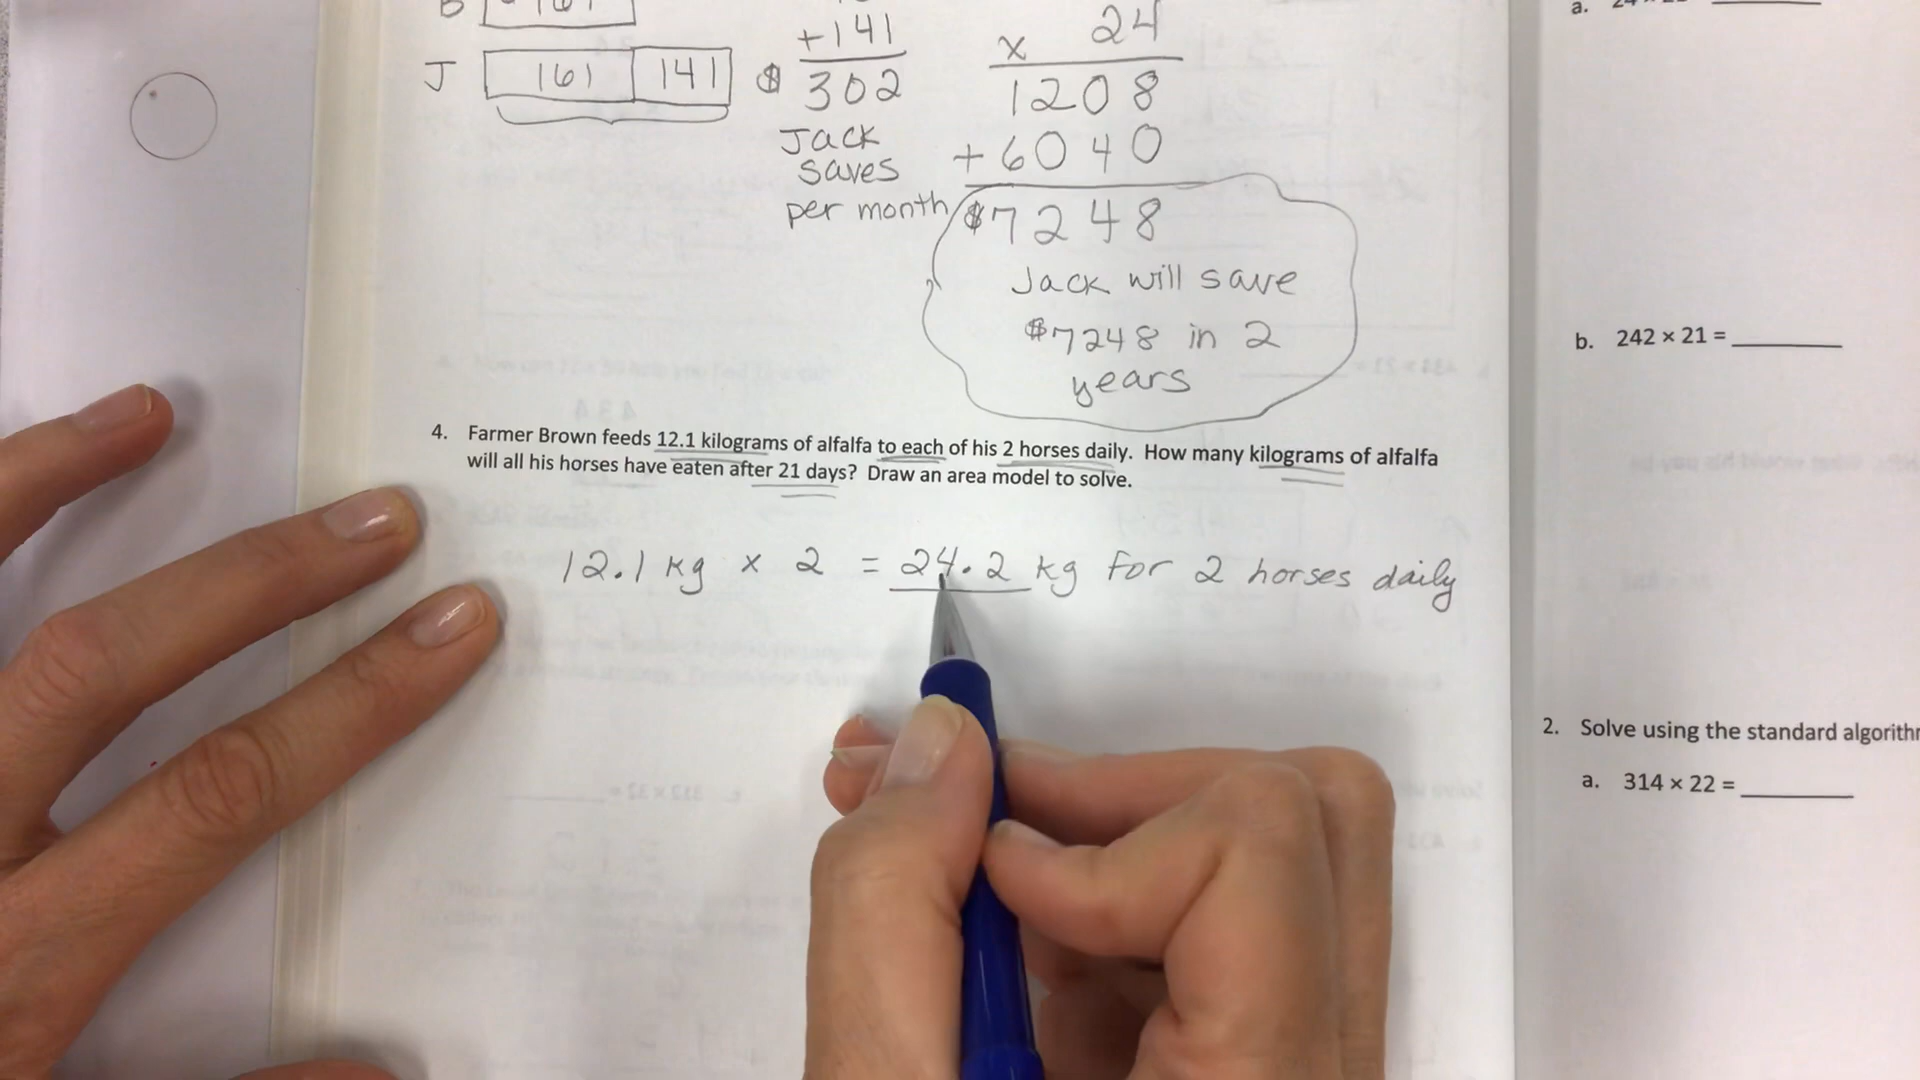 161
J 161 141
+141
$ 302
Jack
saves
per month
x 24
1208
+ 6040
$7248
Jack will save
$7248 in 2
years
4. Farmer Brown feeds 12.1 kilograms of alfalfa to each of his 2 horses daily. How many kilograms of alfalfa
will all his horses have eaten after 21 days? Draw an area model to solve.
12.1 kg x 2 = 24.2 kg for 2 horses daily
a.
b. 242 × 21 =
2. Solve using the standard
a. 314 × 22 =